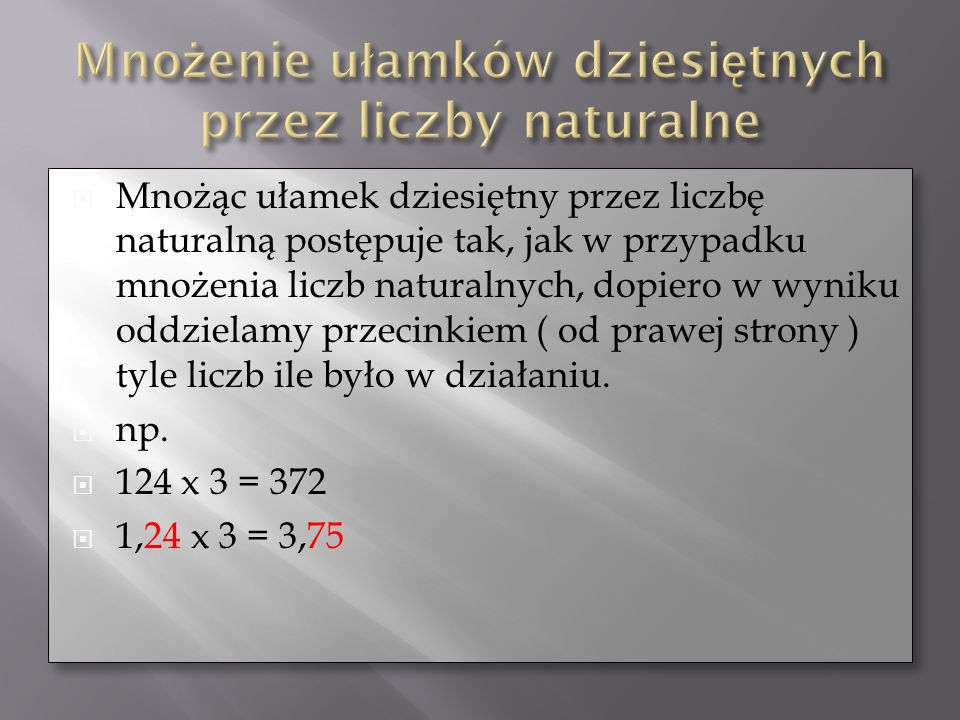 Mnożenie ułamków dziesiętnych
przez liczby naturalne
Mnożąc ułamek dziesiętny przez liczbę
naturalną postępuje tak, jak w przypadku
mnożenia liczb naturalnych, dopiero w wyniku
oddzielamy przecinkiem ( od prawej strony )
tyle liczb ile było w działaniu.
np.
124 x 3 = 372
1,24 x 3 = 3,75